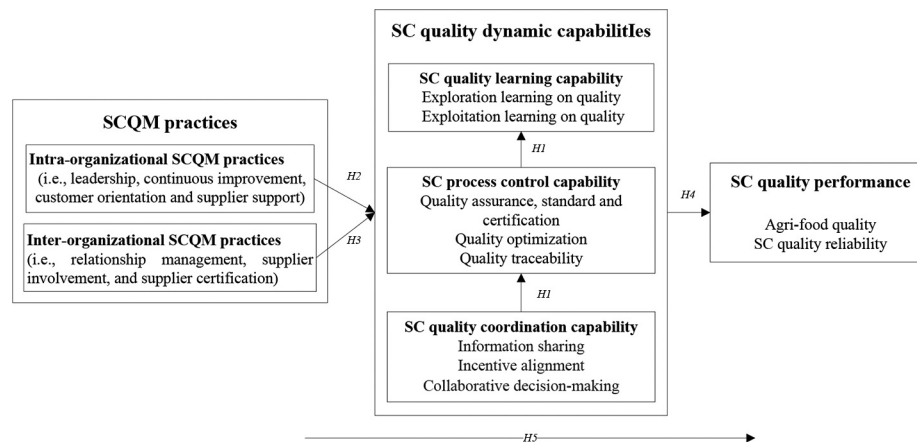 SCQM practices
Intra-organizational SCQM practices
(i.e., leadership, continuous improvement,
customer orientation and supplier support)
Inter-organizational SCQM practices
(i.e., relationship management, supplier
involvement, and supplier certification)
H2
H3
SC quality dynamic capabilitIes
SC quality learning capability
Exploration learning on quality
Exploitation learning on quality
H1
SC process control capability
Quality assurance, standard and
certification
Quality optimization
Quality traceability
H1
SC quality coordination capability
Information sharing
Incentive alignment
Collaborative decision-making
H4
SC quality performance
Agri-food quality
SC quality reliability
H5